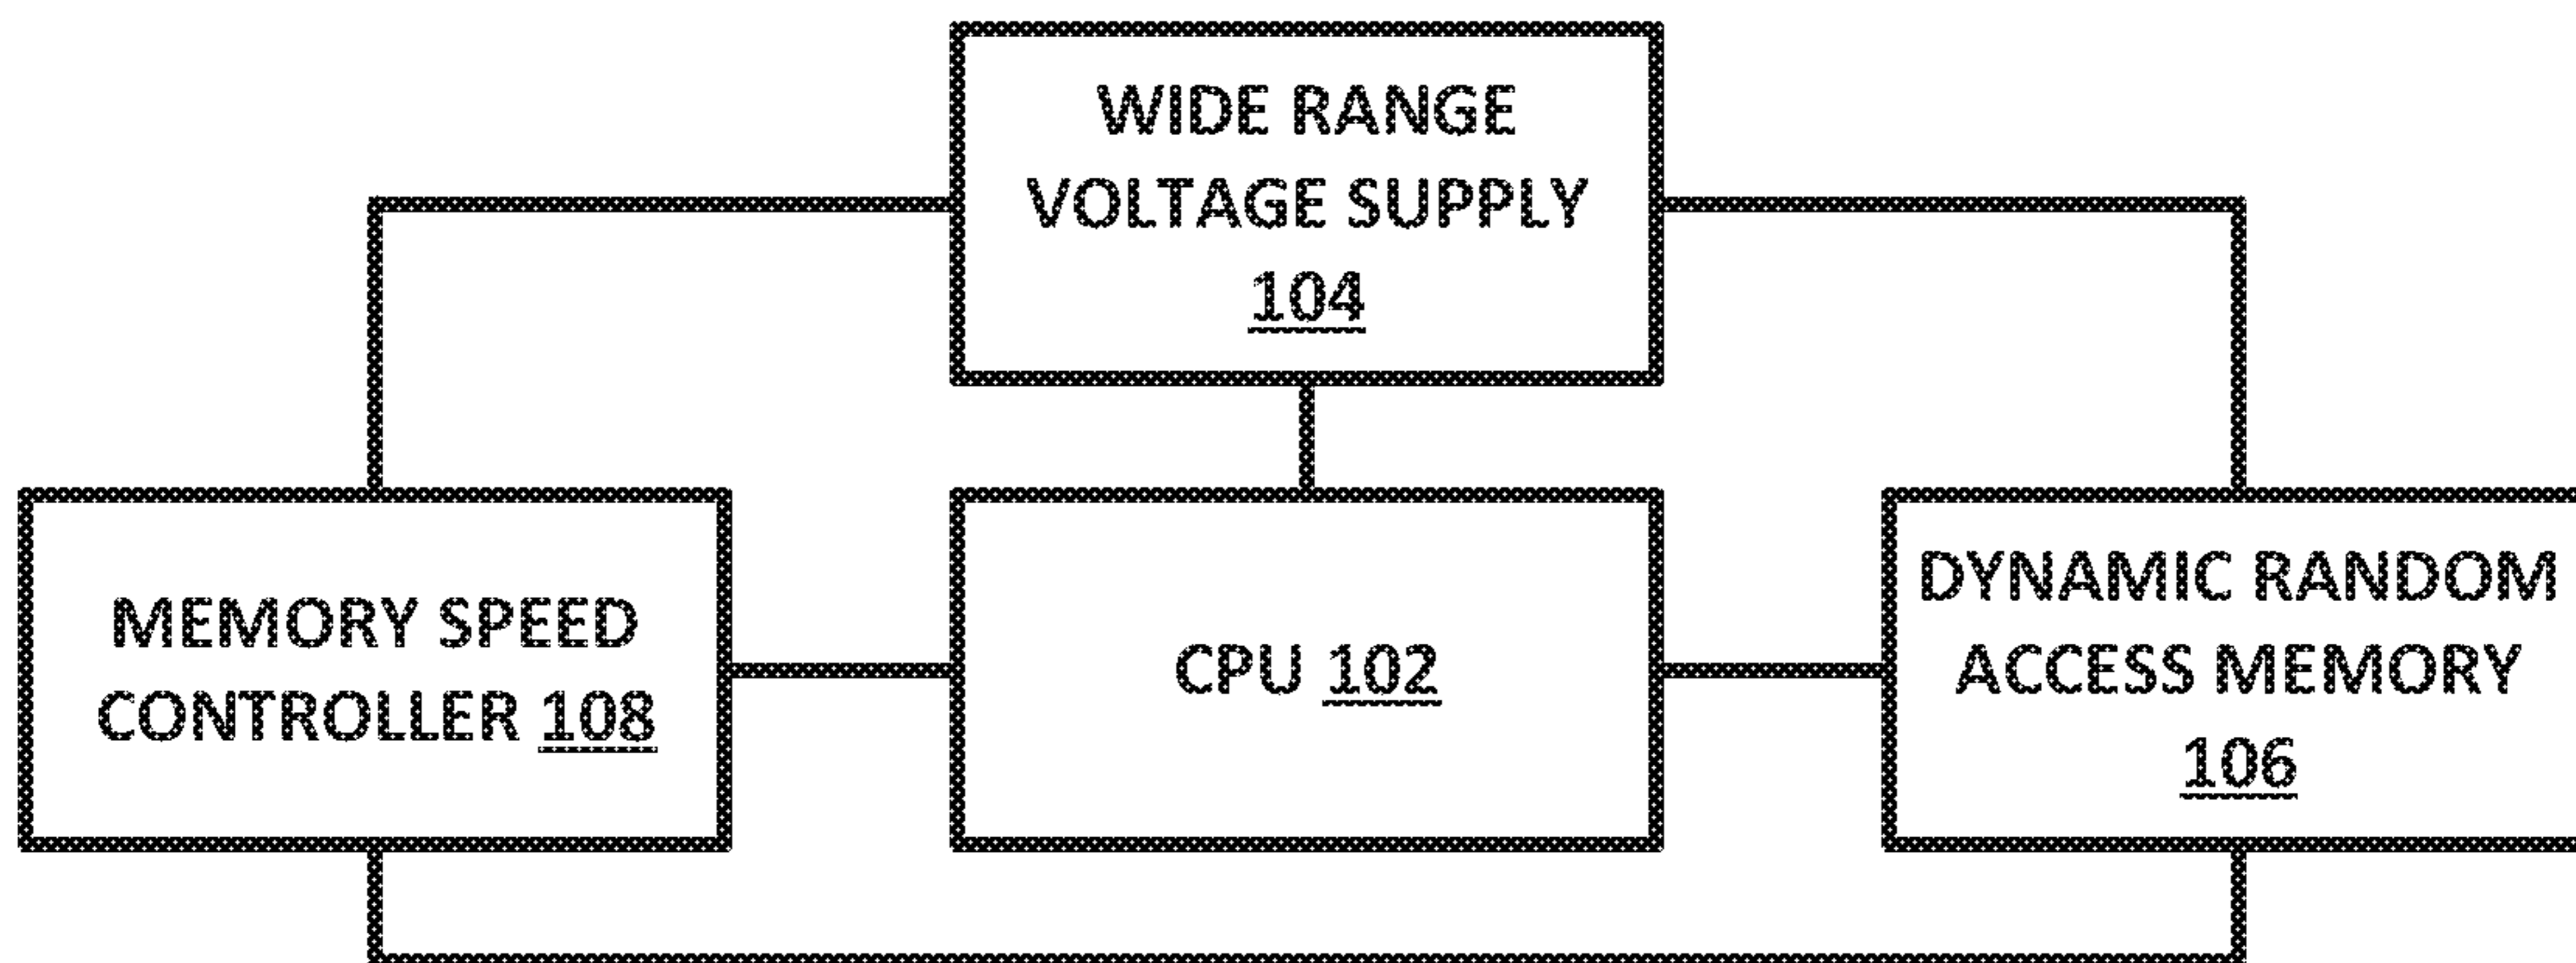 WIDE RANGE
VOLTAGE SUPPLY
104
MEMORY SPEED
CONTROLLER 108
CPU 102
DYNAMIC RANDOM
ACCESS MEMORY
106